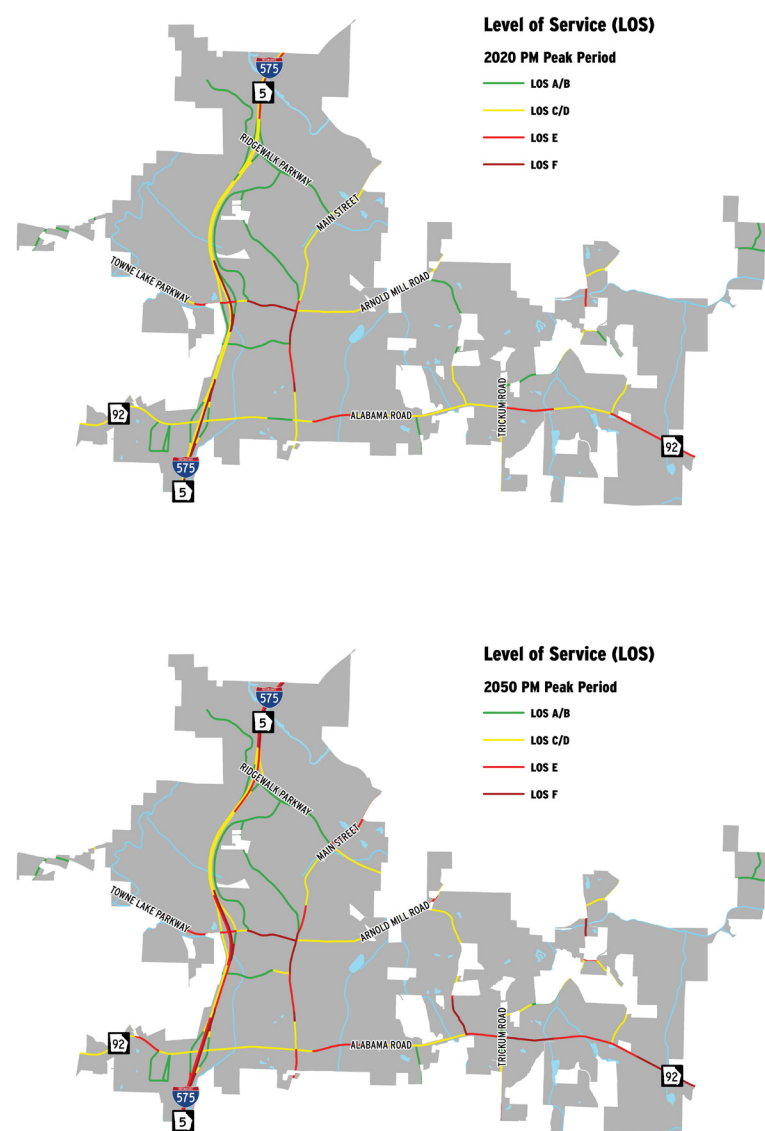 Level of Service (LOS)
2020 PM Peak Period
LOS A/B
LOS C/D
LOS E
LOS F
575
5
RIDGEWALK PARKWAY
MAIN STREET
TOWNE LAKE PARKWAY
ARNOLD MILL ROAD
TRICKUM ROAD
92
ALABAMA ROAD
92
575
5
Level of Service (LOS)
2050 PM Peak Period
LOS A/B
LOS C/D
LOS E
LOS F
575
5
RIDGEWALK PARKWAY
MAIN STREET
TOWNE LAKE PARKWAY
ARNOLD MILL ROAD
TRICKUM ROAD
92
ALABAMA ROAD
92
575
5